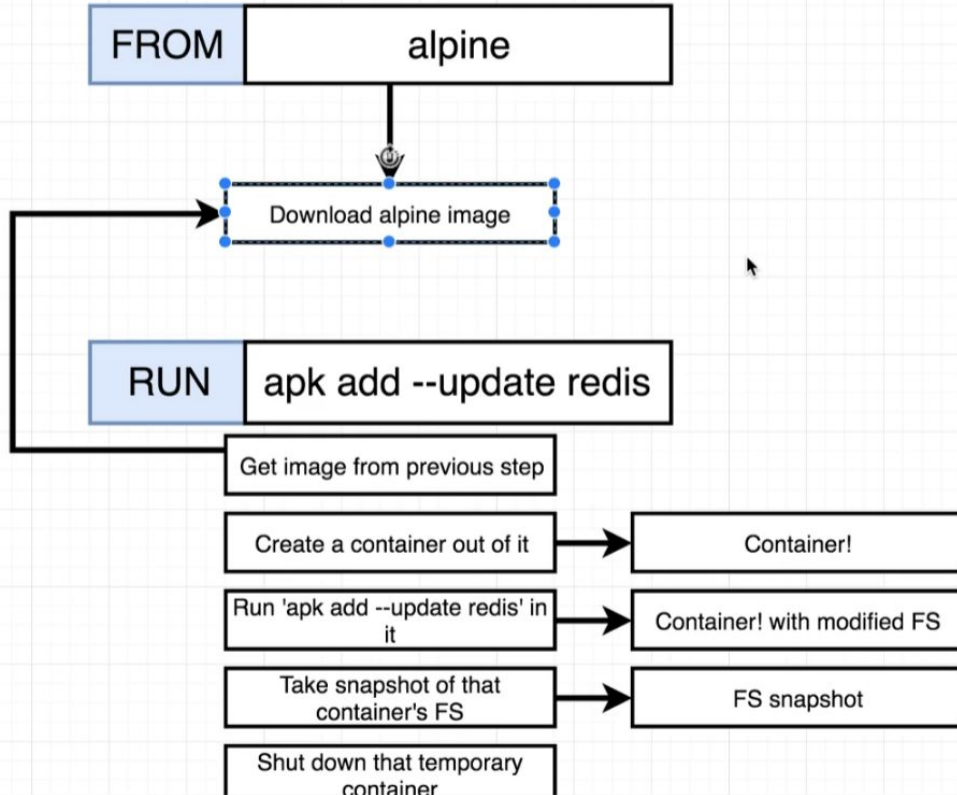 FROM alpine
Download alpine image
RUN apk add --update redis
Get image from previous step
Create a container out of it
Container!
Run 'apk add --update redis' in
it
Container! with modified FS
Take snapshot of that
container's FS
FS snapshot
Shut down that temporary
container